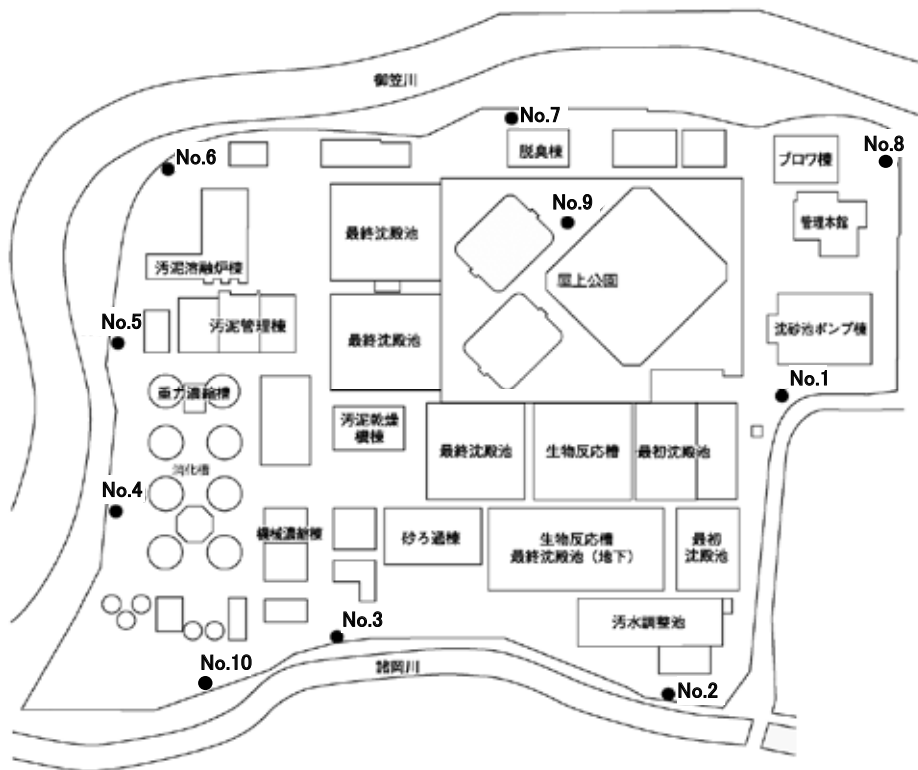 御笠川
No.7
脱臭棟
No.6
No.8
ブロワ棟
No.9
管理本館
最終沈殿池
汚泥溶融炉棟
屋上公園
No.5
汚泥管理棟
最終沈殿池
沈砂池ポンプ棟
No.1
重力濃縮槽
汚泥乾燥
機棟
最終沈殿池
生物反応槽
最初沈殿池
消化槽
No.4
機械濃縮棟
砂ろ過棟
生物反応槽
最終沈殿池（地下）
最初
沈殿池
汚水調整池
No.3
諸岡川
No.10
No.2